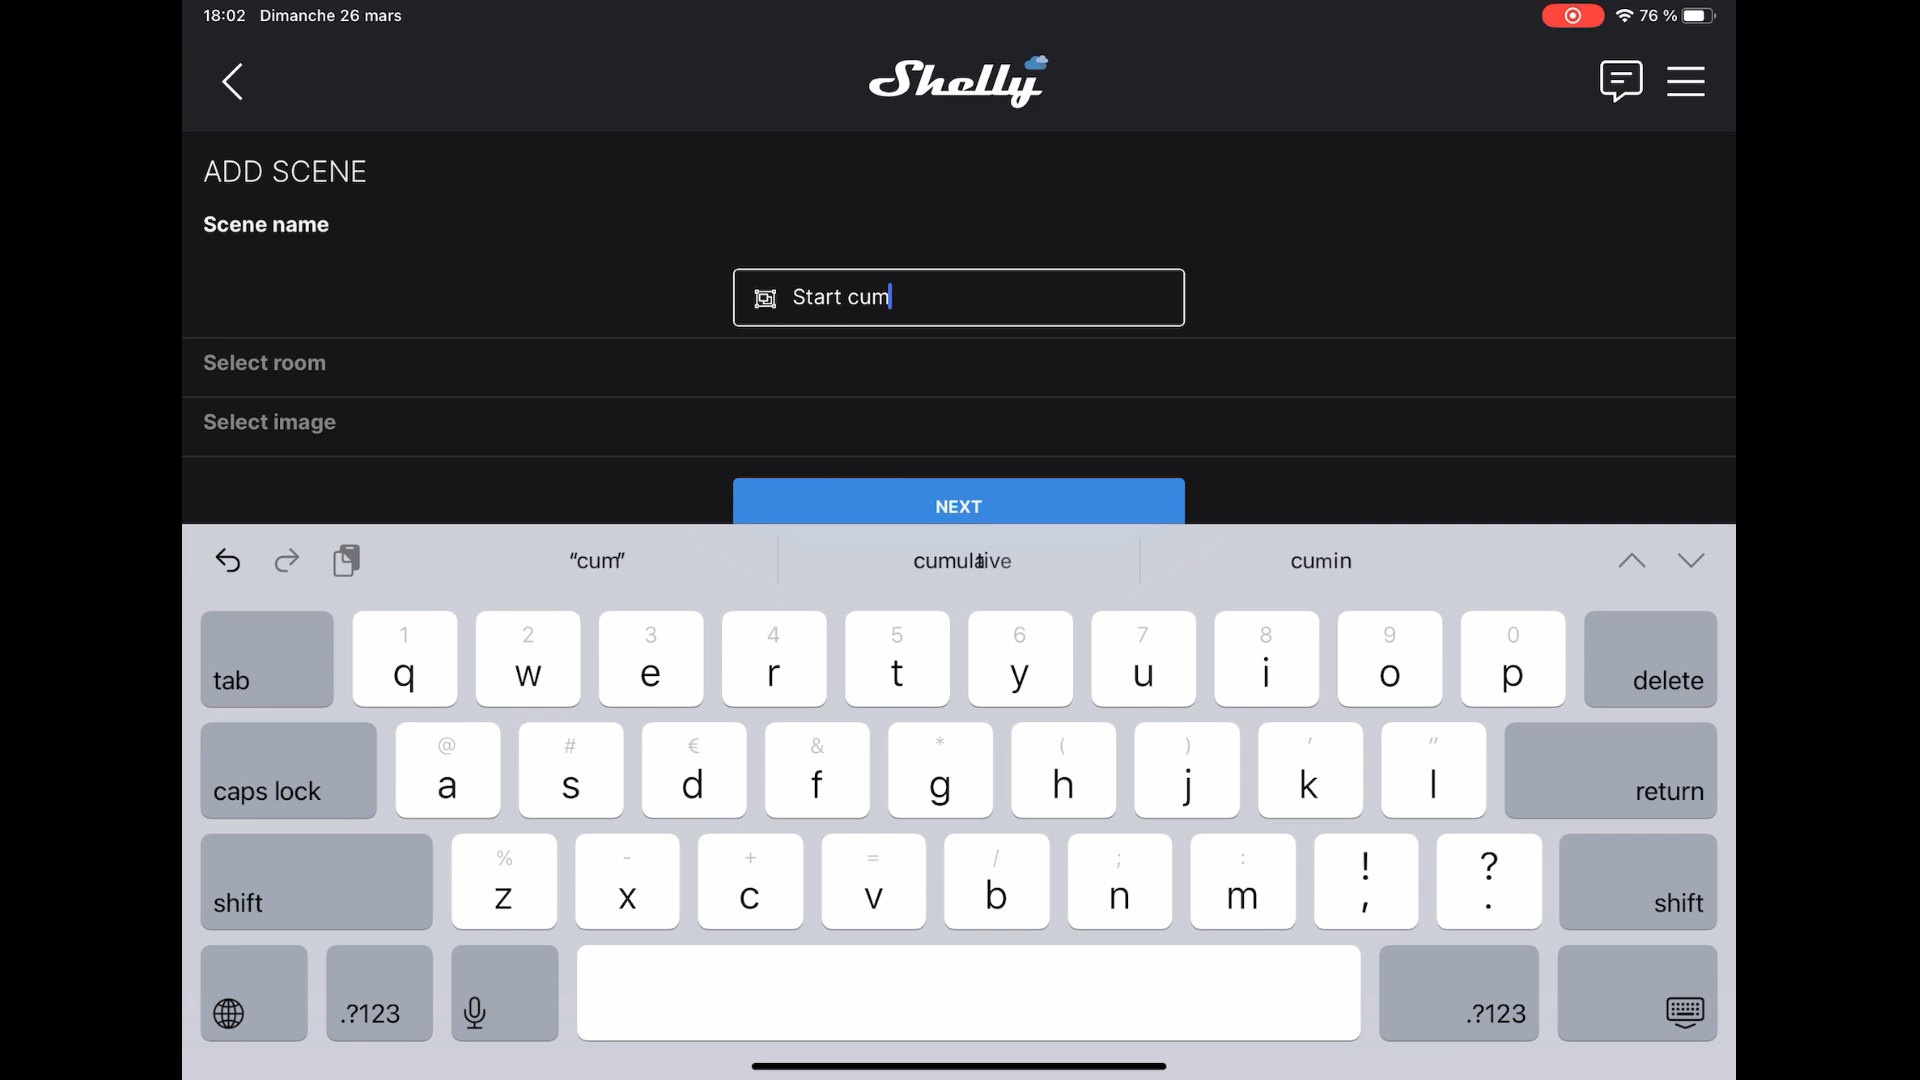 18:02 Dimanche 26 mars 76 %
Shelly
ADD SCENE
Scene name
Start cum
Select room
Select image
NEXT
“cum” cumulative cumin
1 2 3 4 5 6 7 8 9 0
tab q w e r t y u i o p delete
@ # € & * ( ) ' "
caps lock a s d f g h j k l return
% - + = / ; : ! ?
shift z x c v b n m , . shift
.?123 .?123